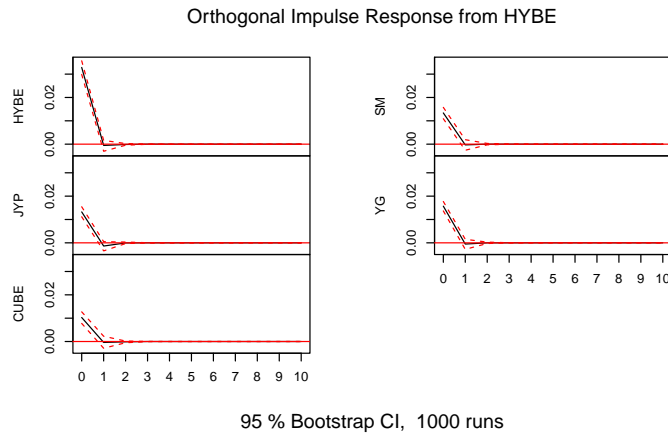 Orthogonal Impulse Response from HYBE
HYBE
0.00
0.02
JYP
0.00
0.02
CUBE
0.00
0.02
0 1 2 3 4 5 6 7 8 9 10
SM
0.00
0.02
YG
0.00
0.02
0 1 2 3 4 5 6 7 8 9 10
95 % Bootstrap CI, 1000 runs